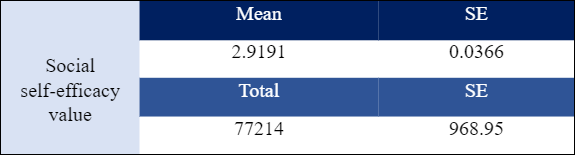 Mean SE
2.9191 0.0366
Social
self-efficacy
value
Total SE
77214 968.95